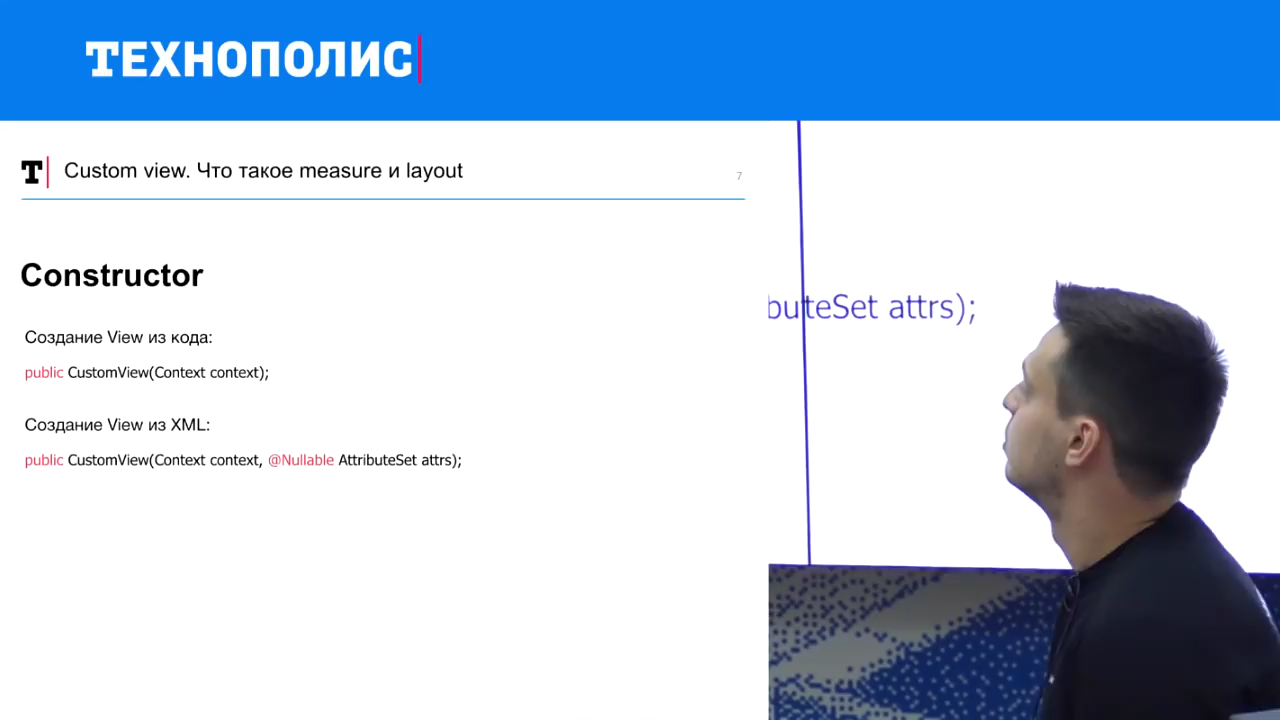 ТЕХНОПОЛИС
T Custom view. Что такое measure и layout
7
Constructor
Создание View из кода:
public CustomView(Context context);
Создание View из XML:
public CustomView(Context context, @Nullable AttributeSet attrs);
buteSet attrs);